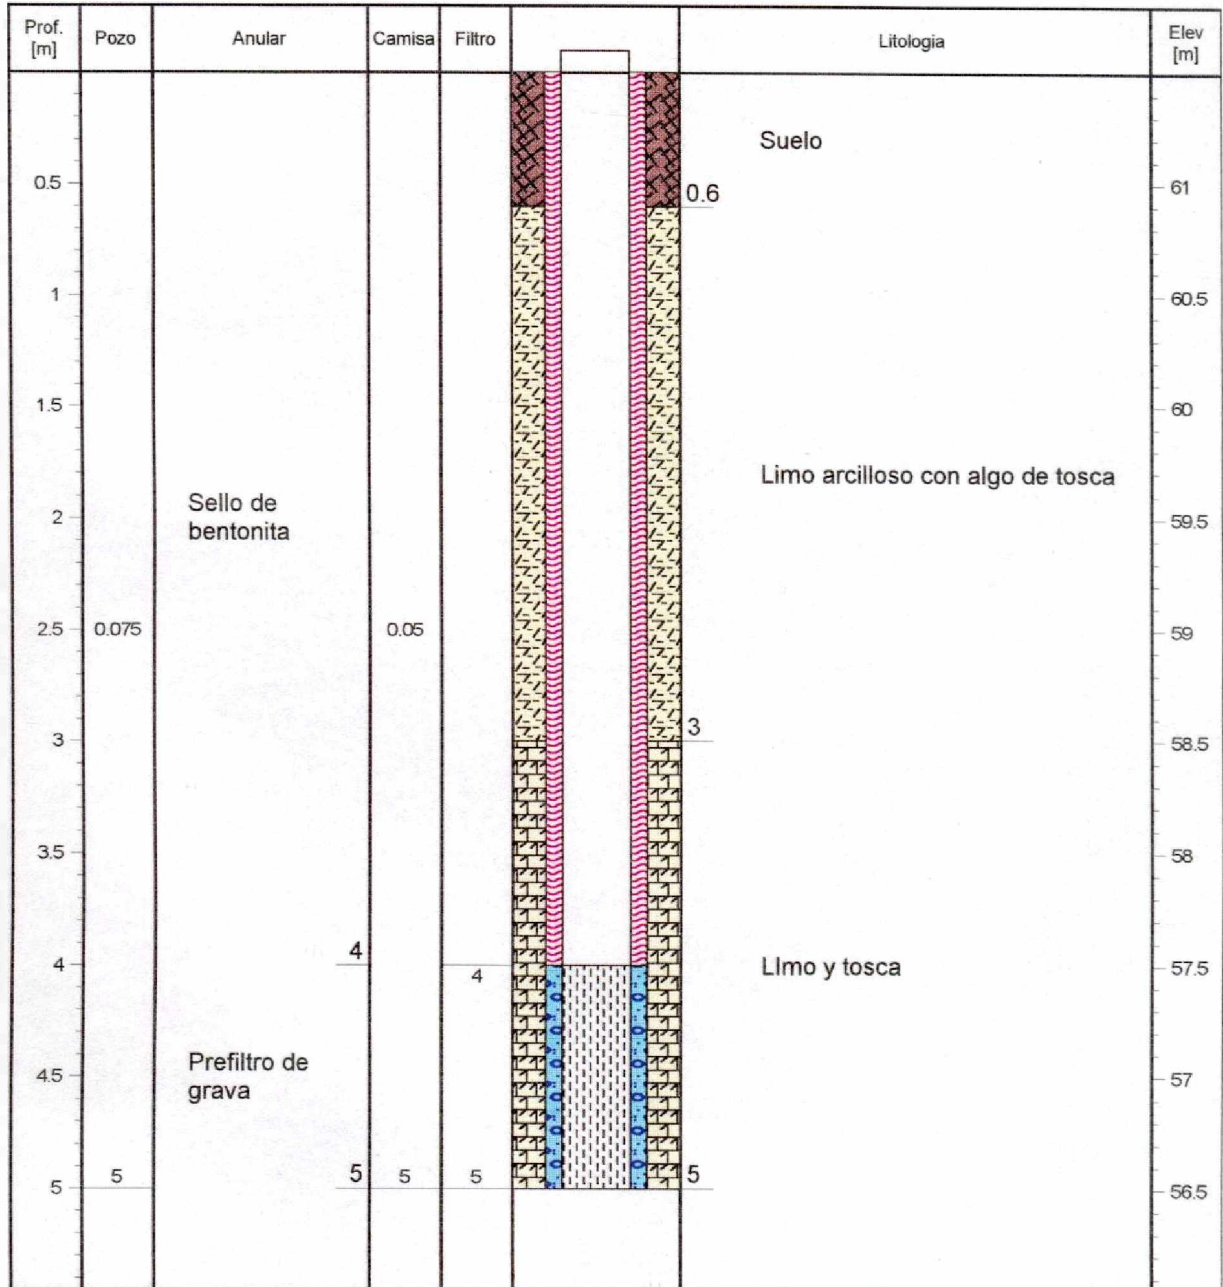 Prof.
[m]
Pozo
Anular
Camisa
Filtro
Litologia
Elev
[m]
Suelo
0.5
0.6
61
1
60.5
1.5
60
Limo arcilloso con algo de tosca
Sello de
bentonita
2
59.5
2.5
0.075
0.05
59
3
3
58.5
3.5
58
4
4
4
LImo y tosca
57.5
Prefiltro de
grava
4.5
57
5
5
5
5
5
5
56.5